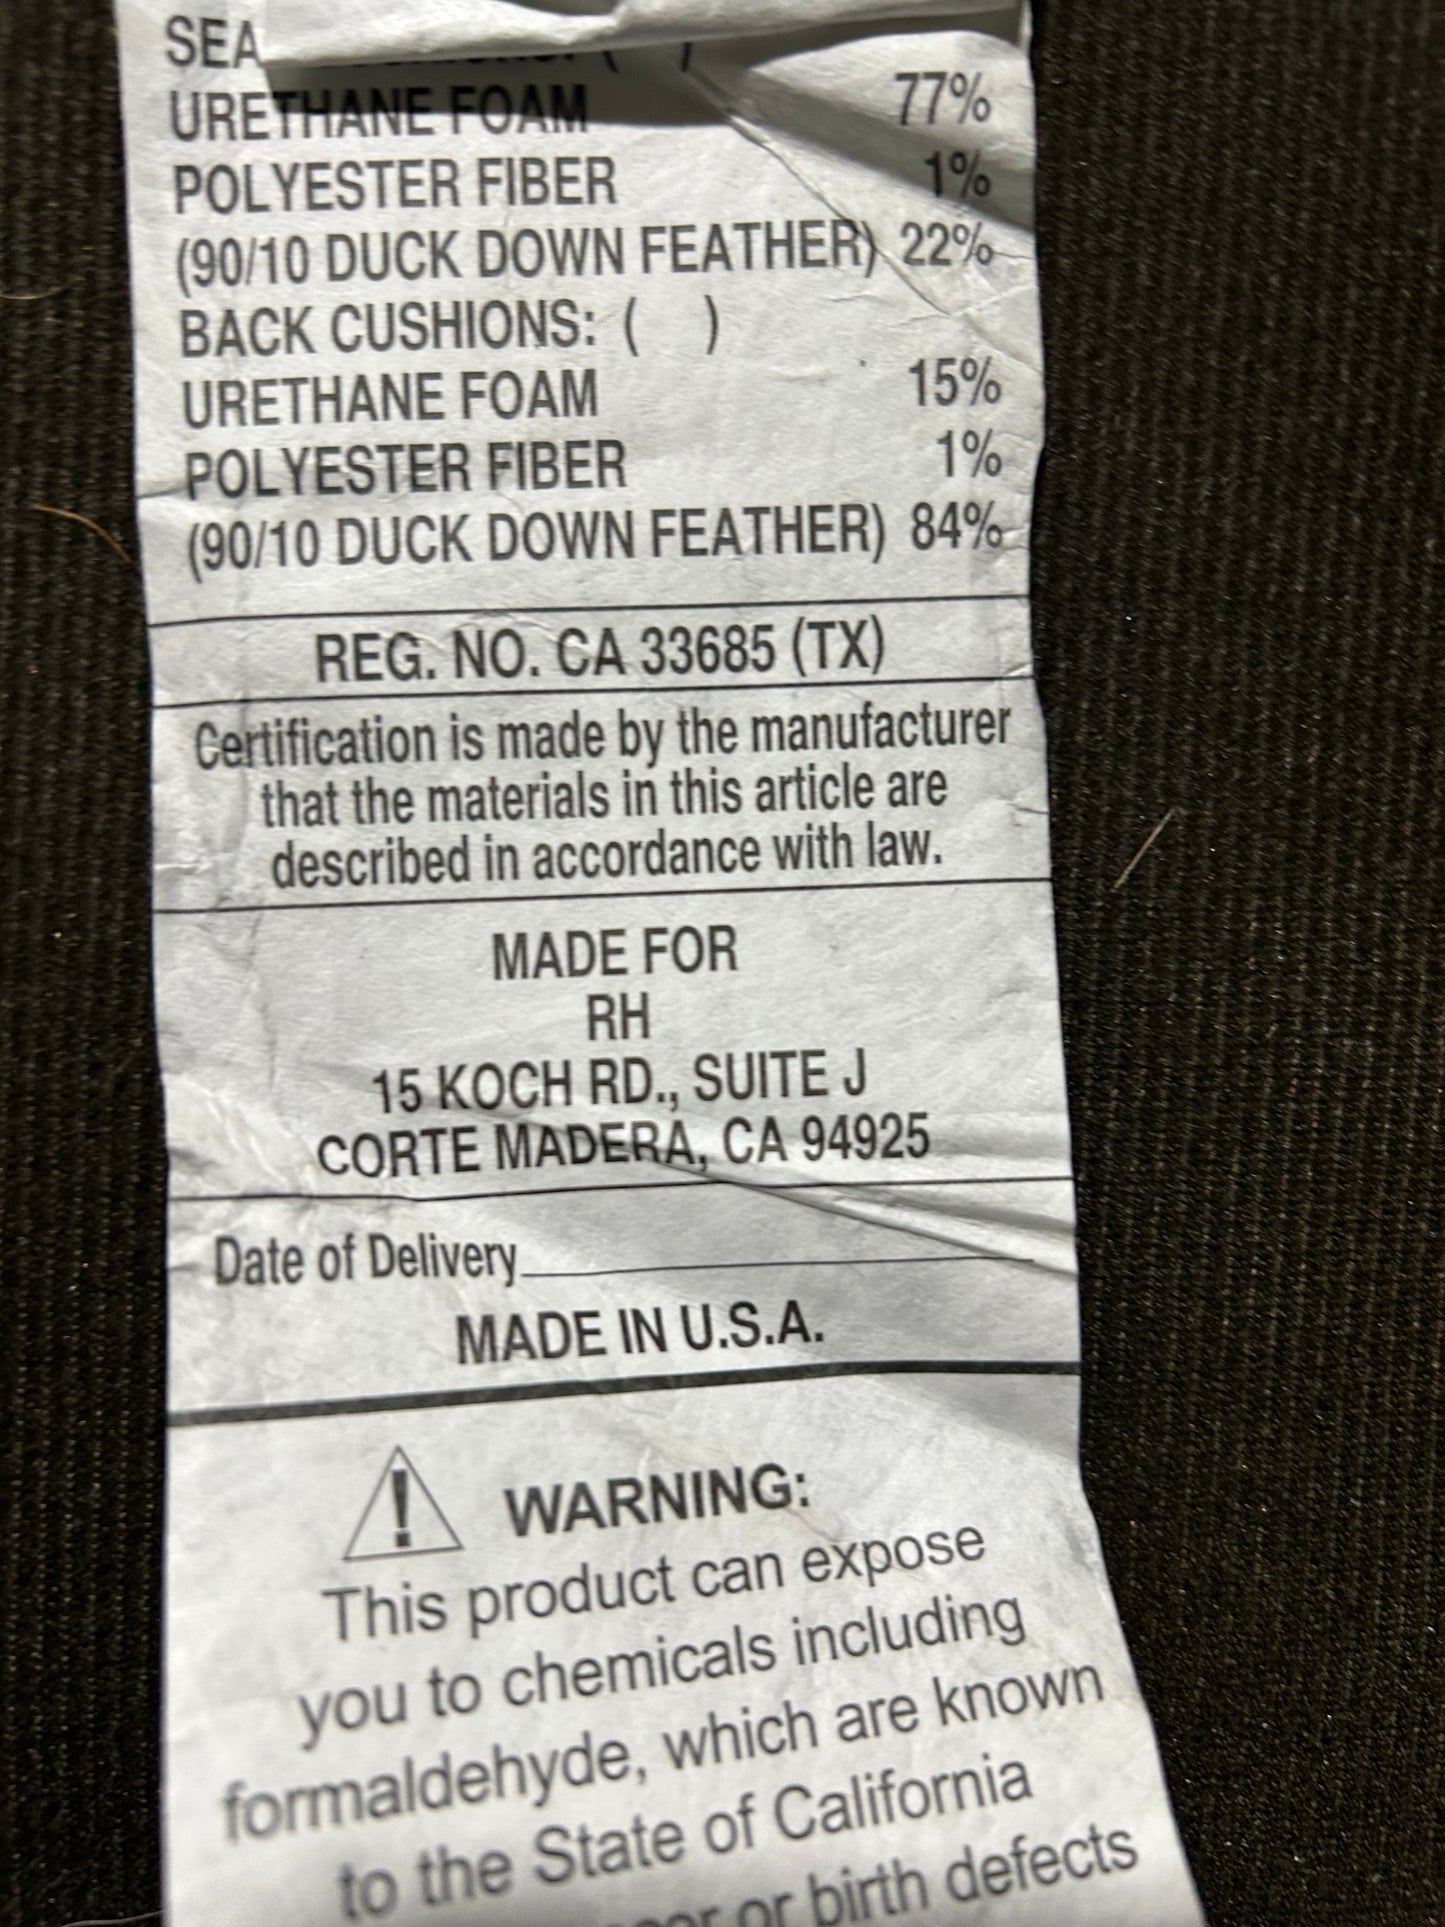 SEA
URETHANE FOAM 77%
POLYESTER FIBER 1%
(90/10 DUCK DOWN FEATHER) 22%
BACK CUSHIONS: ( )
URETHANE FOAM 15%
POLYESTER FIBER 1%
(90/10 DUCK DOWN FEATHER) 84%
REG. NO. CA 33685 (TX)
Certification is made by the manufacturer
that the materials in this article are
described in accordance with law.
MADE FOR
RH
15 KOCH RD., SUITE J
CORTE MADERA, CA 94925
Date of Delivery
MADE IN U.S.A.
WARNING:
This product can expose
you to chemicals including
formaldehyde, which are known
to the State of California
or birth defects